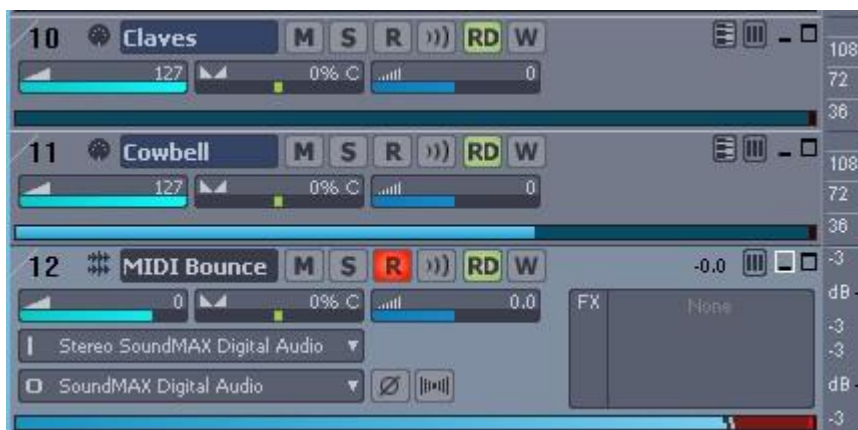 10 Claves M S R RD W
108
127 0% C 0
72
36
11 Cowbell M S R RD W
108
127 0% C 0
72
36
12 MIDI Bounce M S R RD W -0.0
-3
0 0% C 0.0 FX None
dB
-3
I Stereo SoundMAX Digital Audio
-3
O SoundMAX Digital Audio
dB
-3